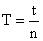 T = t/n